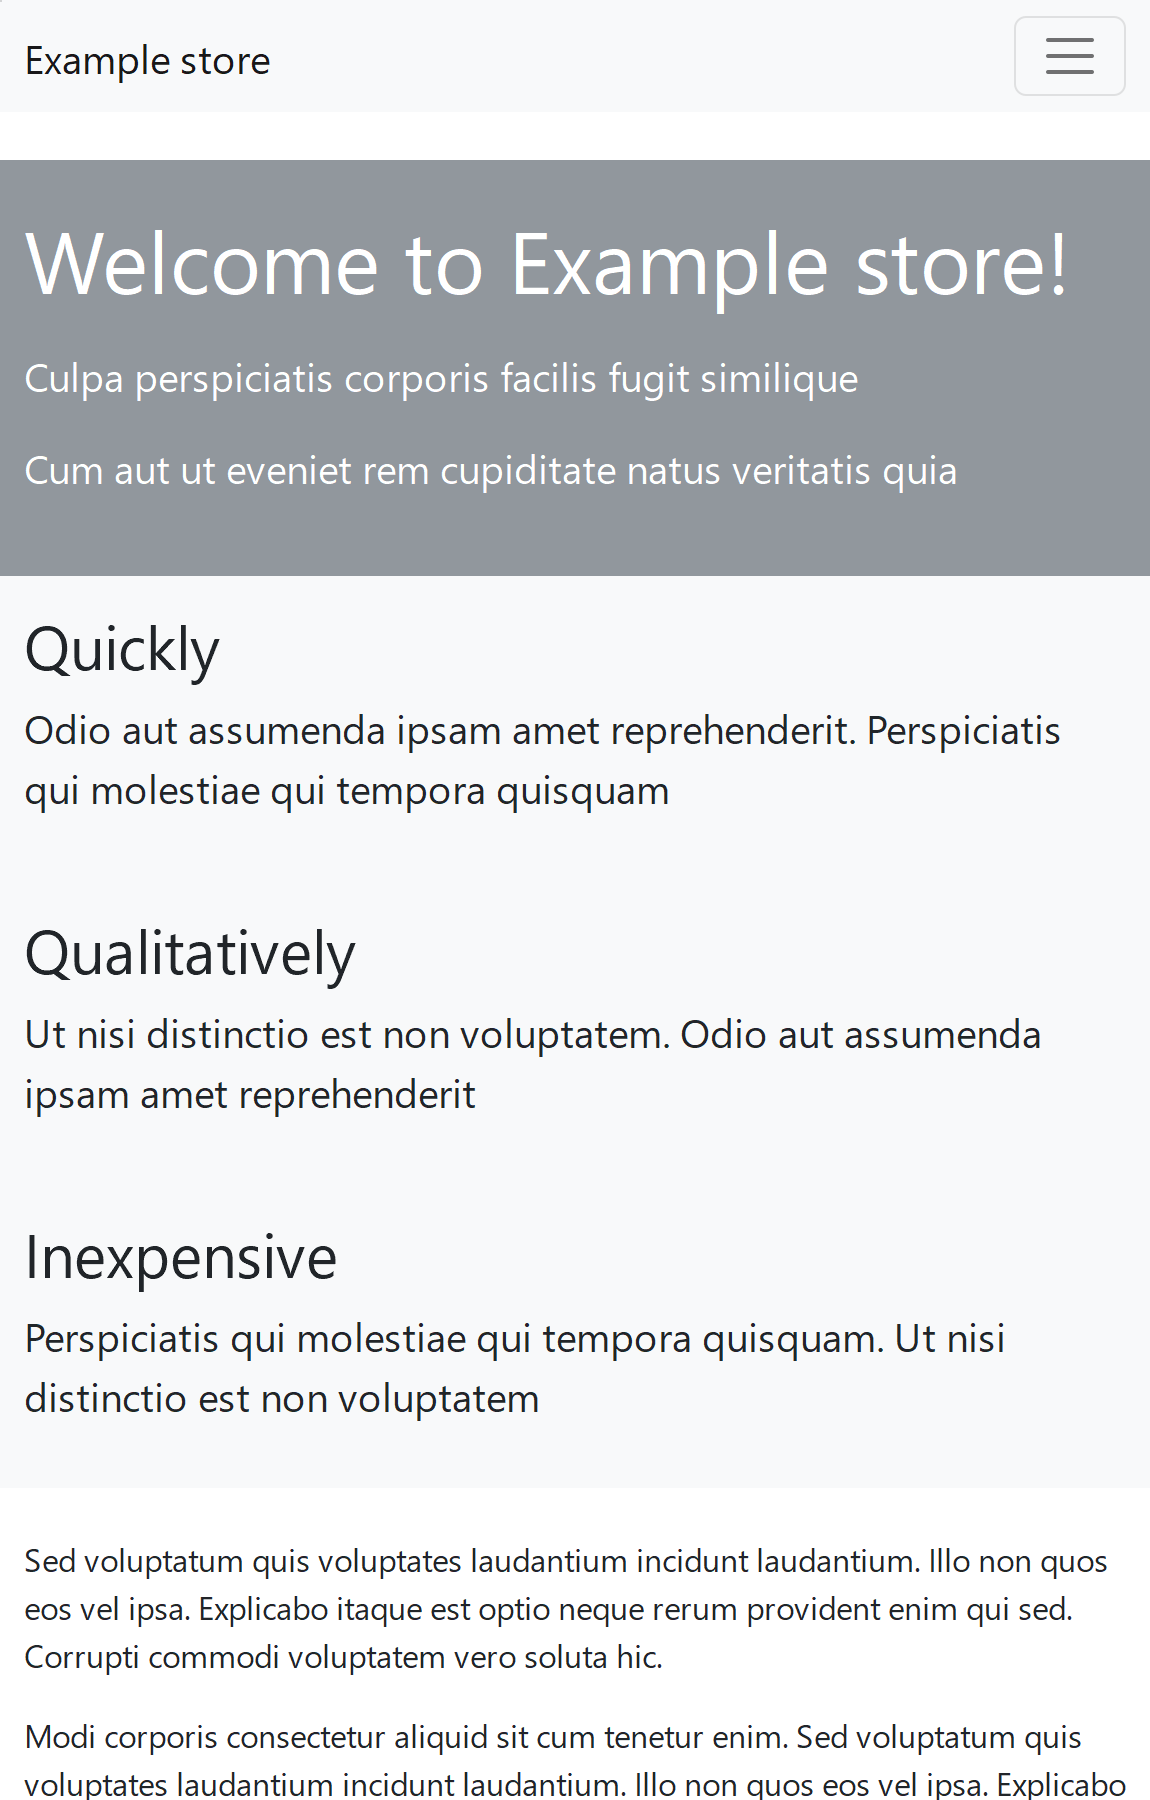 Example store
Welcome to Example store!
Culpa perspiciatis corporis facilis fugit similique
Cum aut ut eveniet rem cupiditate natus veritatis quia
Quickly
Odio aut assumenda ipsam amet reprehenderit. Perspiciatis
qui molestiae qui tempora quisquam
Qualitatively
Ut nisi distinctio est non voluptatem. Odio aut assumenda
ipsam amet reprehenderit
Inexpensive
Perspiciatis qui molestiae qui tempora quisquam. Ut nisi
distinctio est non voluptatem
Sed voluptatum quis voluptates laudantium incidunt laudantium. Illo non quos
eos vel ipsa. Explicabo itaque est optio neque rerum provident enim qui sed.
Corrupti commodi voluptatem vero soluta hic.
Modi corporis consectetur aliquid sit cum tenetur enim. Sed voluptatum quis
voluptates laudantium incidunt laudantium. Illo non quos eos vel ipsa. Explicabo